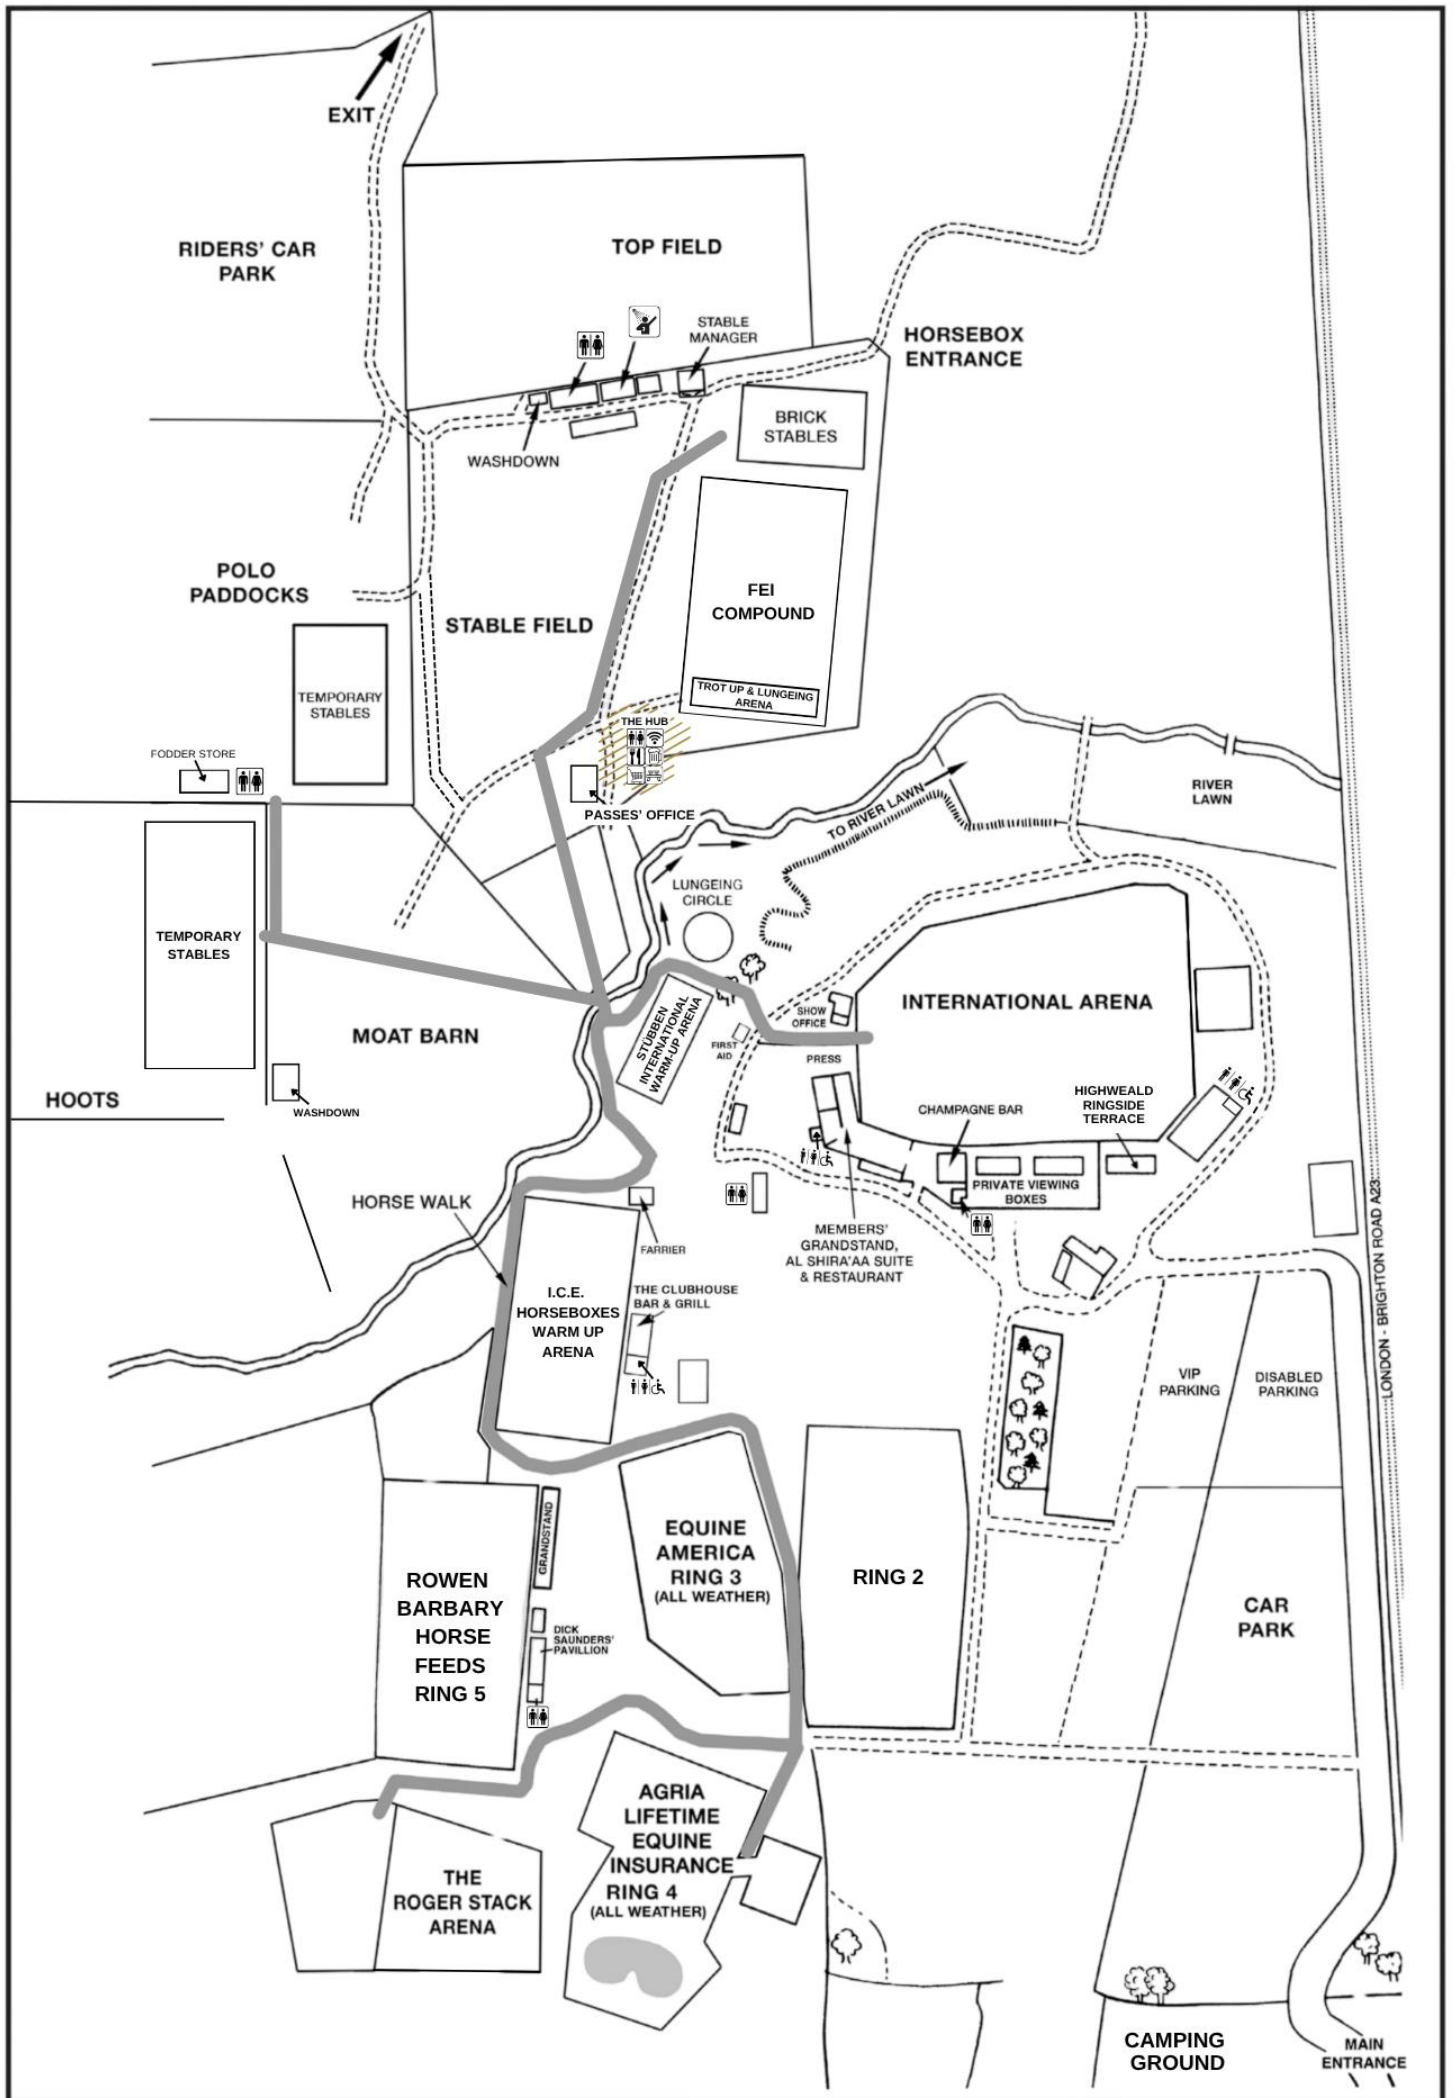 EXIT
RIDERS' CAR
PARK
TOP FIELD
STABLE
MANAGER
HORSEBOX
ENTRANCE
BRICK
STABLES
WASHDOWN
POLO
PADDOCKS
FEI
COMPOUND
STABLE FIELD
TEMPORARY
STABLES
TROT UP & LUNGEING
ARENA
THE HUB
FODDER STORE
PASSES' OFFICE
TO RIVER LAWN
RIVER
LAWN
LUNGEING
CIRCLE
TEMPORARY
STABLES
INTERNATIONAL ARENA
SHOW
OFFICE
STÜBBEN
INTERNATIONAL
WARM-UP ARENA
MOAT BARN
FIRST
AID
PRESS
HOOTS
WASHDOWN
CHAMPAGNE BAR
HIGHWEALD
RINGSIDE
TERRACE
PRIVATE VIEWING
BOXES
HORSE WALK
FARRIER
MEMBERS'
GRANDSTAND,
AL SHIRA'AA SUITE
& RESTAURANT
LONDON - BRIGHTON ROAD A23
I.C.E.
HORSEBOXES
WARM UP
ARENA
THE CLUBHOUSE
BAR & GRILL
VIP
PARKING
DISABLED
PARKING
GRANDSTAND
EQUINE
AMERICA
RING 3
(ALL WEATHER)
RING 2
ROWEN
BARBARY
HORSE
FEEDS
RING 5
DICK
SAUNDERS'
PAVILLION
CAR
PARK
AGRIA
LIFETIME
EQUINE
INSURANCE
RING 4
(ALL WEATHER)
THE
ROGER STACK
ARENA
CAMPING
GROUND
MAIN
ENTRANCE